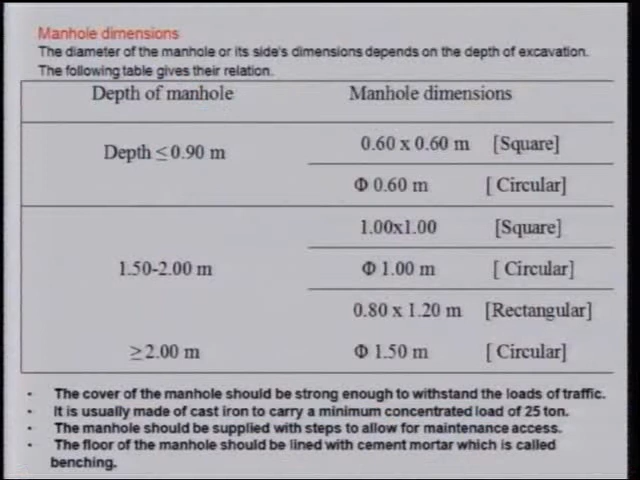 Manhole dimensions
The diameter of the manhole or its side's dimensions depends on the depth of excavation.
The following table gives their relation.
Depth of manhole Manhole dimensions
Depth ≤0.90 m 0.60 x 0.60 m [Square]
Φ 0.60 m [ Circular]
1.00x1.00 [Square]
1.50-2.00 m Φ 1.00 m [ Circular]
0.80 x 1.20 m [Rectangular]
≥2.00 m Φ 1.50 m [ Circular]
• The cover of the manhole should be strong enough to withstand the loads of traffic.
• It is usually made of cast iron to carry a minimum concentrated load of 25 ton.
• The manhole should be supplied with steps to allow for maintenance access.
• The floor of the manhole should be lined with cement mortar which is called
benching.